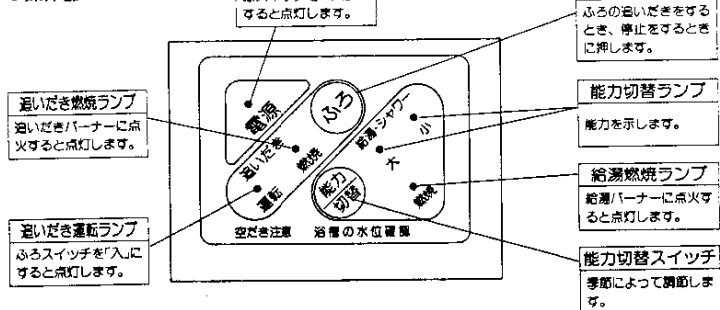 すると点灯します。
ふろの追いだきをする
とき、停止をするとき
に押します。
追いだき燃焼ランプ
追いだきバーナーに点
火すると点灯します。
能力切替ランプ
能力を示します。
給湯燃焼ランプ
給湯バーナーに点火す
ると点灯します。
追いだき運転ランプ
ふろスイッチを「入」に
すると点灯します。
能力切替スイッチ
季節によって調節しま
す。
電源
ふろ
追いだき
燃焼
運転
給湯・シャワー
小
大
燃焼
能力
切替
空だき注意 浴槽の水位確認